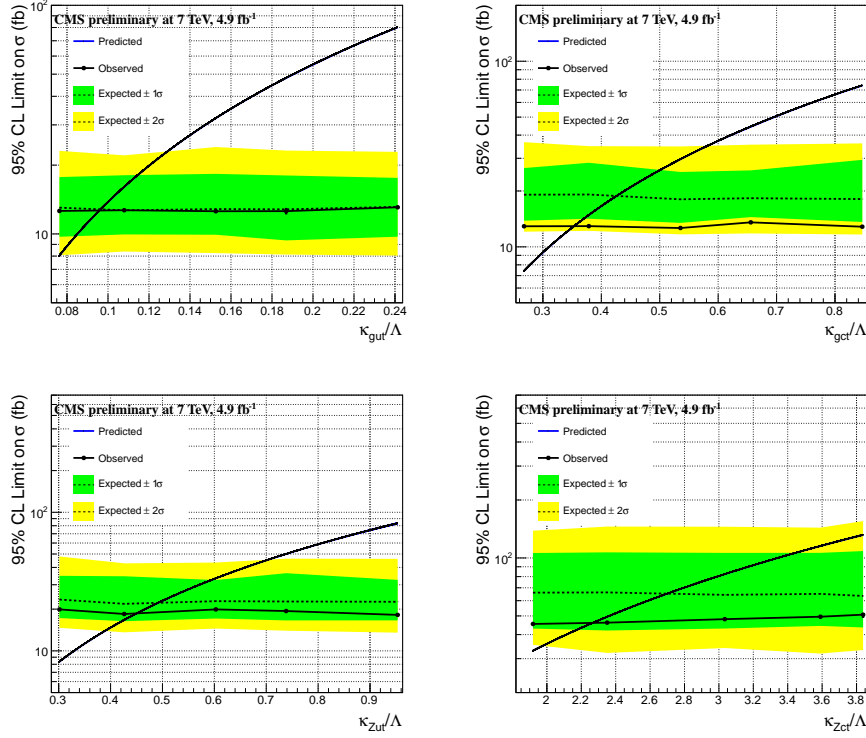 CMS preliminary at 7 TeV, 4.9 fb⁻¹
Predicted
Observed
Expected ± 1σ
Expected ± 2σ
95% CL Limit on σ (fb)
10²
10
0.08 0.1 0.12 0.14 0.16 0.18 0.2 0.22 0.24
κgut/Λ
CMS preliminary at 7 TeV, 4.9 fb⁻¹
Predicted
Observed
Expected ± 1σ
Expected ± 2σ
95% CL Limit on σ (fb)
10²
10
0.3 0.4 0.5 0.6 0.7 0.8
κgct/Λ
CMS preliminary at 7 TeV, 4.9 fb⁻¹
Predicted
Observed
Expected ± 1σ
Expected ± 2σ
95% CL Limit on σ (fb)
10²
10
0.3 0.4 0.5 0.6 0.7 0.8 0.9
κZut/Λ
CMS preliminary at 7 TeV, 4.9 fb⁻¹
Predicted
Observed
Expected ± 1σ
Expected ± 2σ
95% CL Limit on σ (fb)
10²
2 2.2 2.4 2.6 2.8 3 3.2 3.4 3.6 3.8
κZct/Λ